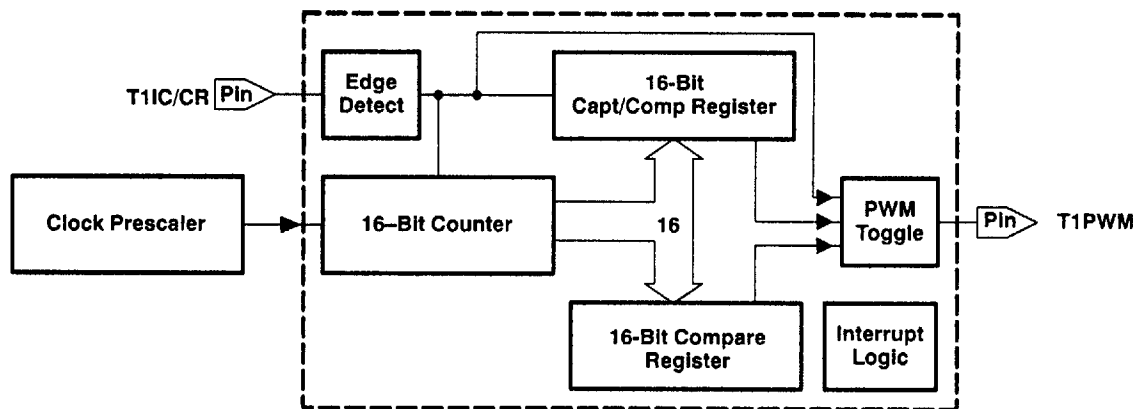 T1IC/CR
Pin
Edge
Detect
16-Bit
Capt/Comp Register
Clock Prescaler
16–Bit Counter
16
PWM
Toggle
Pin
T1PWM
16-Bit Compare
Register
Interrupt
Logic